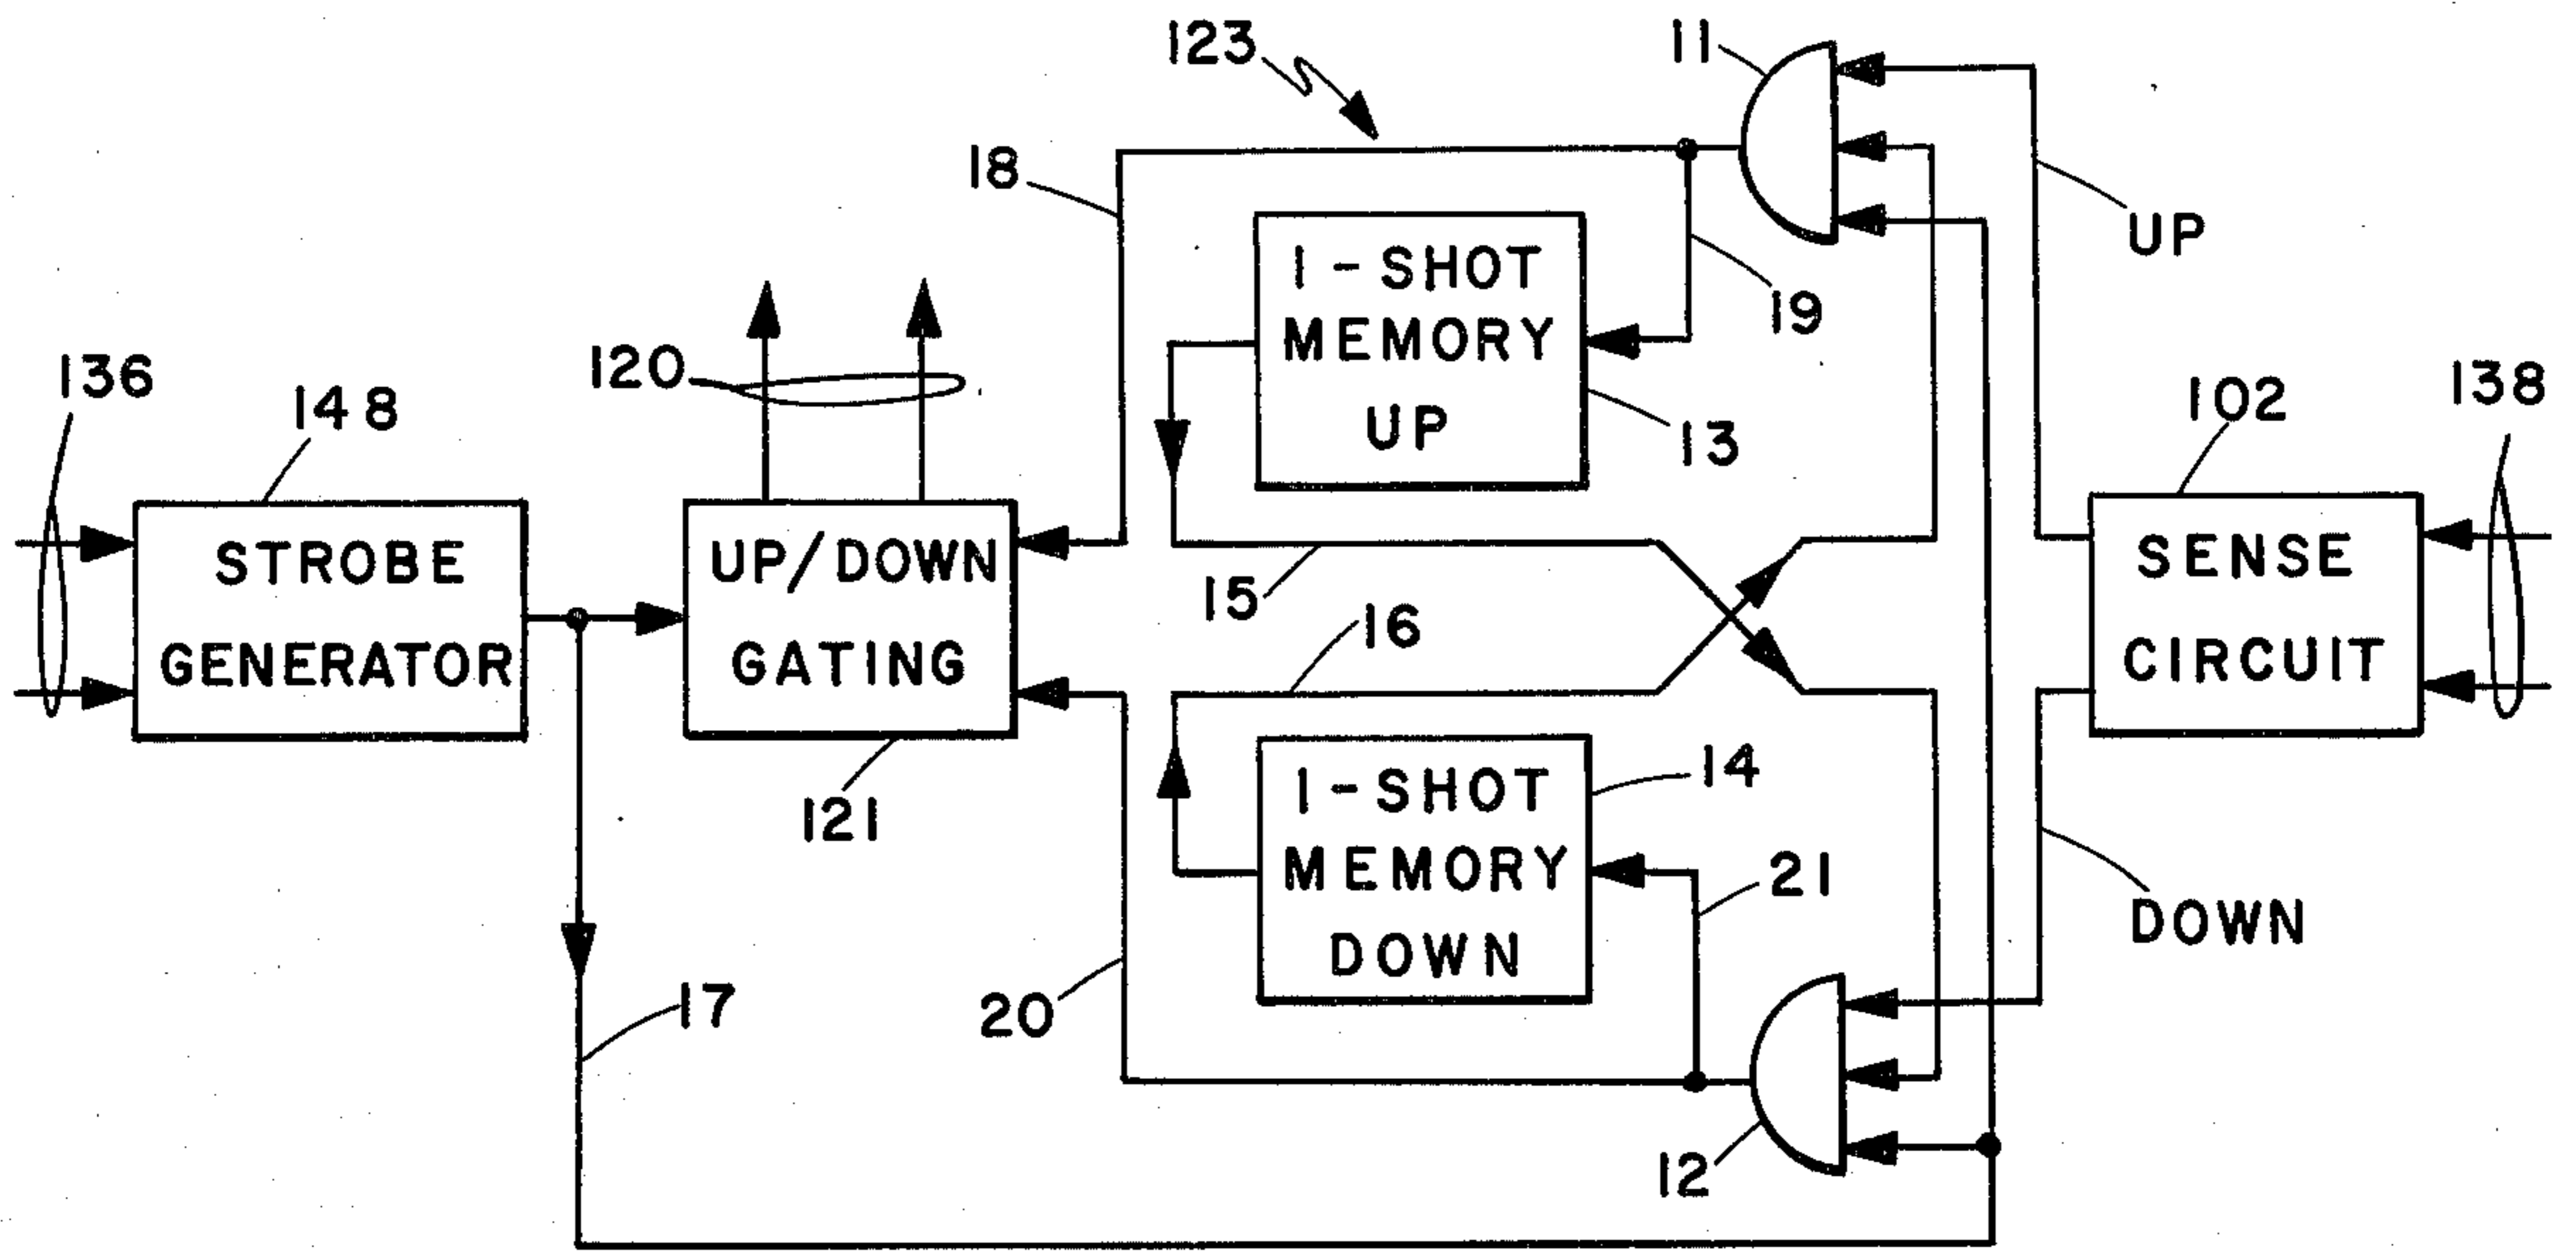 123
11
18
UP
1-SHOT
MEMORY
UP
19
136
148
120
13
102
138
STROBE
GENERATOR
UP/DOWN
GATING
15
16
SENSE
CIRCUIT
121
1-SHOT
MEMORY
DOWN
14
21
DOWN
17
20
12